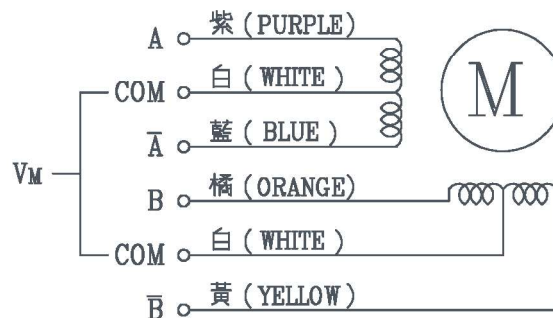 A 紫 (PURPLE)
COM 白 (WHITE)
A̅ 藍 (BLUE)
VM
B 橘 (ORANGE)
COM 白 (WHITE)
B̅ 黃 (YELLOW)
M